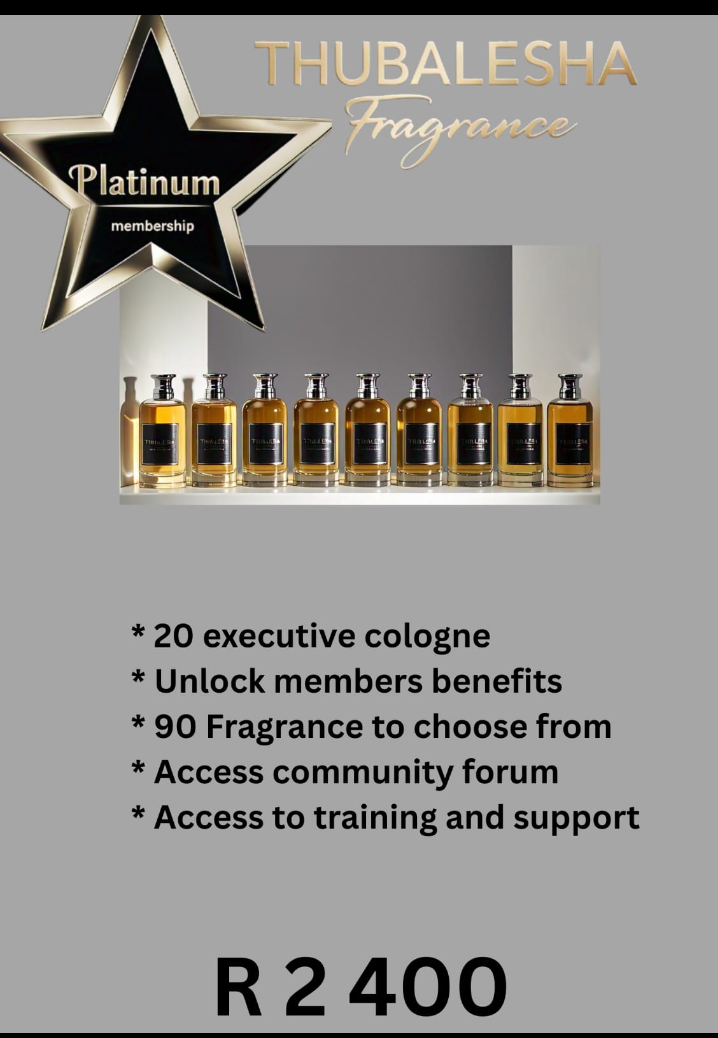 THUBALESHA
Fragrance
Platinum
membership
THUBALESHA
* 20 executive cologne
* Unlock members benefits
* 90 Fragrance to choose from
* Access community forum
* Access to training and support
R 2 400